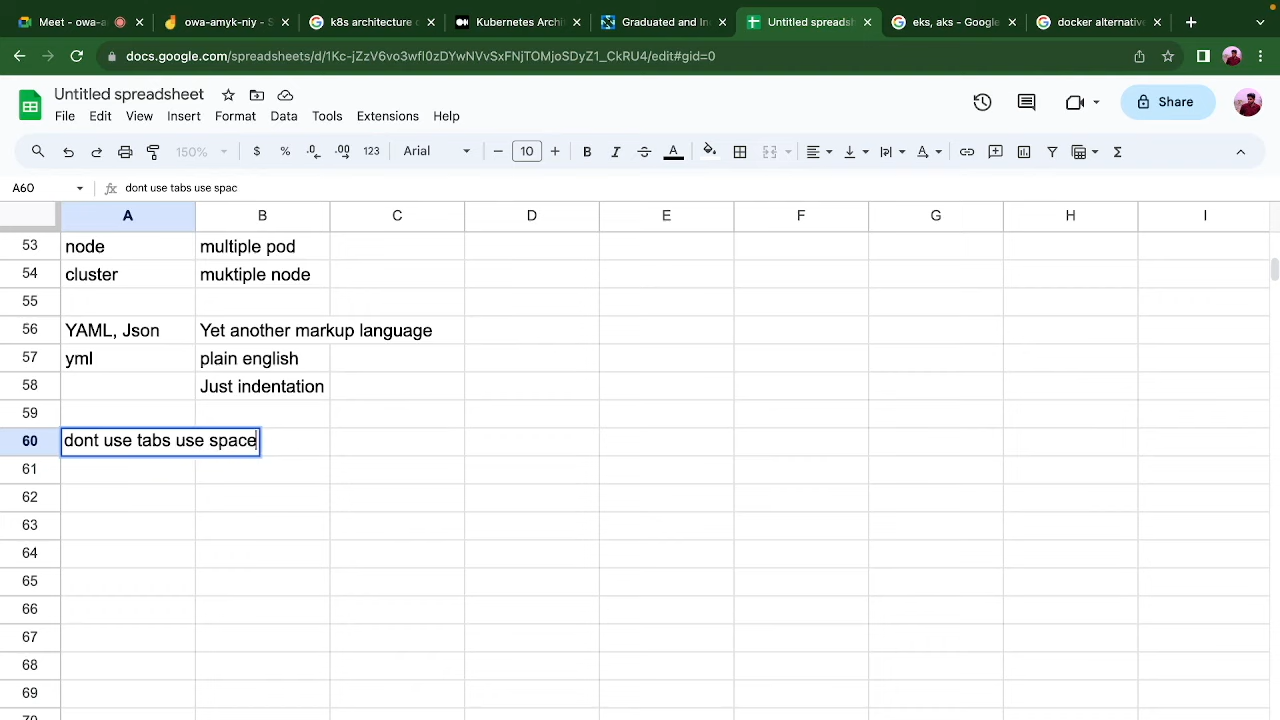 Meet - owa-a
owa-amyk-niy - S
k8s architecture
Kubernetes Archi
Graduated and In
Untitled spreadsh
eks, aks - Google
docker alternative
docs.google.com/spreadsheets/d/1Kc-jZzV6vo3wfl0zDYwNVvSxFNjTOMjoSDyZ1_CkRU4/edit#gid=0
Untitled spreadsheet
File Edit View Insert Format Data Tools Extensions Help
Share
150% $ % .0 .00 123 Arial 10 B I S A Σ
A60 fx dont use tabs use spac
A B C D E F G H I
53 node multiple pod
54 cluster muktiple node
55
56 YAML, Json Yet another markup language
57 yml plain english
58 Just indentation
59
60 dont use tabs use space
61
62
63
64
65
66
67
68
69